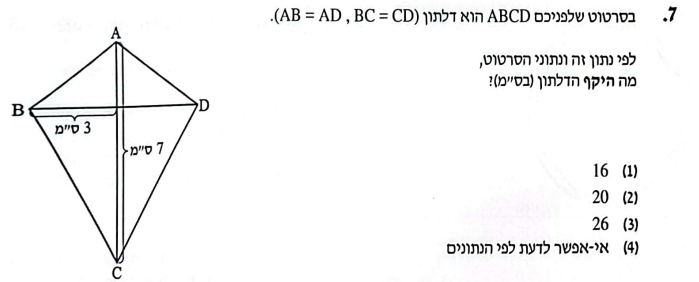 7. בסרטוט שלפניכם ABCD הוא דלתון (AB = AD , BC = CD).
לפי נתון זה ונתוני הסרטוט,
מה היקף הדלתון (בס״מ)?
(1) 16
(2) 20
(3) 26
(4) אי-אפשר לדעת לפי הנתונים
A
B
D
3 ס״מ
7 ס״מ
C